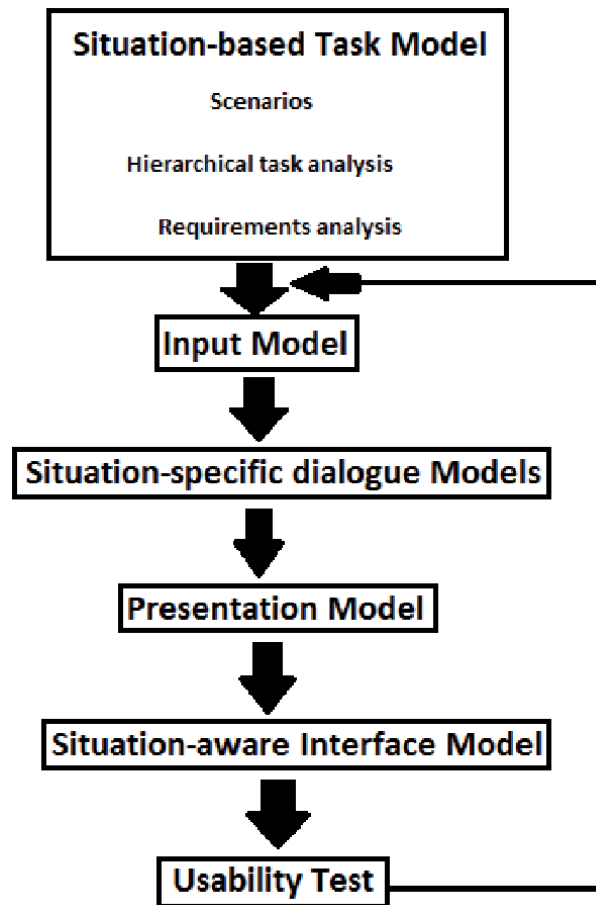 Situation-based Task Model
Scenarios
Hierarchical task analysis
Requirements analysis
Input Model
Situation-specific dialogue Models
Presentation Model
Situation-aware Interface Model
Usability Test